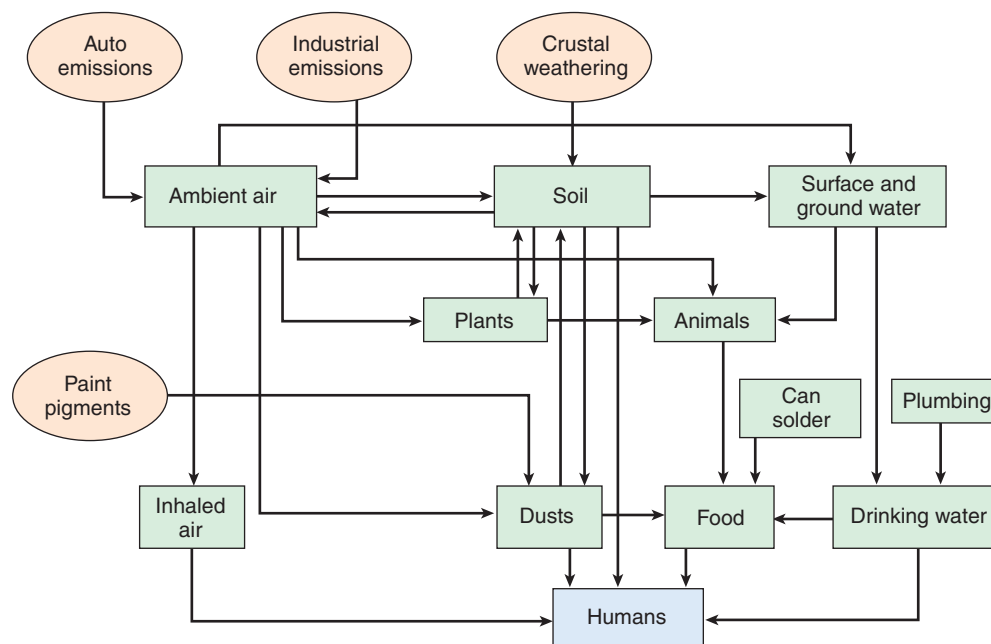 Auto
emissions
Industrial
emissions
Crustal
weathering
Ambient air
Soil
Surface and
ground water
Plants
Animals
Paint
pigments
Can
solder
Plumbing
Inhaled
air
Dusts
Food
Drinking water
Humans